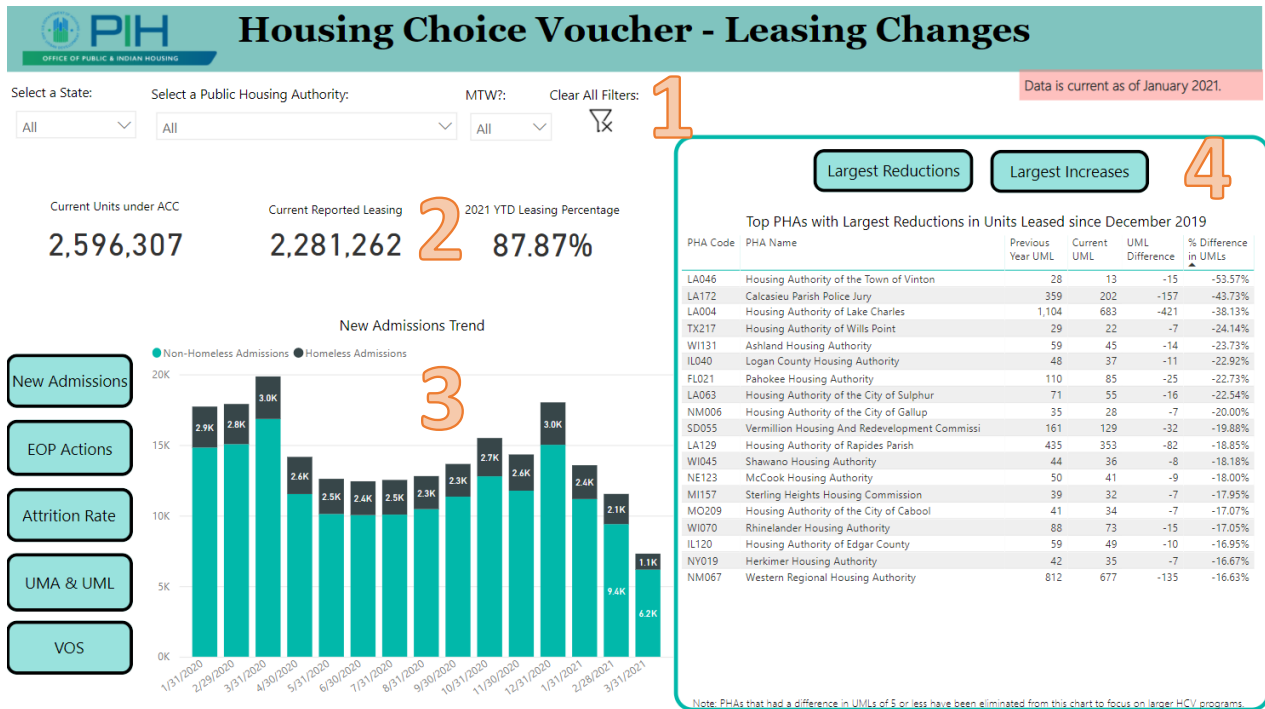 PIH
OFFICE OF PUBLIC & INDIAN HOUSING
Housing Choice Voucher - Leasing Changes
Data is current as of January 2021.
Select a State:
All
Select a Public Housing Authority:
All
MTW?:
All
Clear All Filters:
1
Current Units under ACC
2,596,307
Current Reported Leasing
2,281,262
2
2021 YTD Leasing Percentage
87.87%
New Admissions
EOP Actions
Attrition Rate
UMA & UML
VOS
New Admissions Trend
Non-Homeless Admissions Homeless Admissions
3
20K
15K
10K
5K
0K
2.9K 2.8K 3.0K 2.6K 2.5K 2.4K 2.5K 2.3K 2.3K 2.7K 2.6K 3.0K 2.4K 2.1K 1.1K
9.4K 6.2K
1/31/2020 2/29/2020 3/31/2020 4/30/2020 5/31/2020 6/30/2020 7/31/2020 8/31/2020 9/30/2020 10/31/2020 11/30/2020 12/31/2020 1/31/2021 2/28/2021 3/31/2021
Largest Reductions
Largest Increases
4
Top PHAs with Largest Reductions in Units Leased since December 2019
PHA Code PHA Name Previous Year UML Current UML UML Difference % Difference in UMLs
LA046 Housing Authority of the Town of Vinton 28 13 -15 -53.57%
LA172 Calcasieu Parish Police Jury 359 202 -157 -43.73%
LA004 Housing Authority of Lake Charles 1,104 683 -421 -38.13%
TX217 Housing Authority of Wills Point 29 22 -7 -24.14%
WI131 Ashland Housing Authority 59 45 -14 -23.73%
IL040 Logan County Housing Authority 48 37 -11 -22.92%
FL021 Pahokee Housing Authority 110 85 -25 -22.73%
LA063 Housing Authority of the City of Sulphur 71 55 -16 -22.54%
NM006 Housing Authority of the City of Gallup 35 28 -7 -20.00%
SD055 Vermillion Housing And Redevelopment Commissi 161 129 -32 -19.88%
LA129 Housing Authority of Rapides Parish 435 353 -82 -18.85%
WI045 Shawano Housing Authority 44 36 -8 -18.18%
NE123 McCook Housing Authority 50 41 -9 -18.00%
MI157 Sterling Heights Housing Commission 39 32 -7 -17.95%
MO209 Housing Authority of the City of Cabool 41 34 -7 -17.07%
WI070 Rhinelander Housing Authority 88 73 -15 -17.05%
IL120 Housing Authority of Edgar County 59 49 -10 -16.95%
NY019 Herkimer Housing Authority 42 35 -7 -16.67%
NM067 Western Regional Housing Authority 812 677 -135 -16.63%
Note: PHAs that had a difference in UMLs of 5 or less have been eliminated from this chart to focus on larger HCV programs.